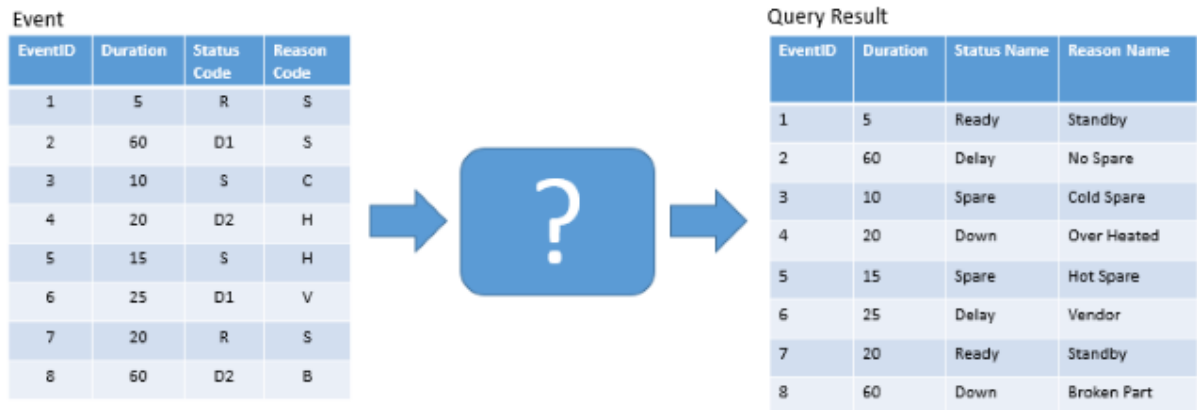 Event
EventID Duration Status Code Reason Code
1 5 R S
2 60 D1 S
3 10 S C
4 20 D2 H
5 15 S H
6 25 D1 V
7 20 R S
8 60 D2 B
?
Query Result
EventID Duration Status Name Reason Name
1 5 Ready Standby
2 60 Delay No Spare
3 10 Spare Cold Spare
4 20 Down Over Heated
5 15 Spare Hot Spare
6 25 Delay Vendor
7 20 Ready Standby
8 60 Down Broken Part